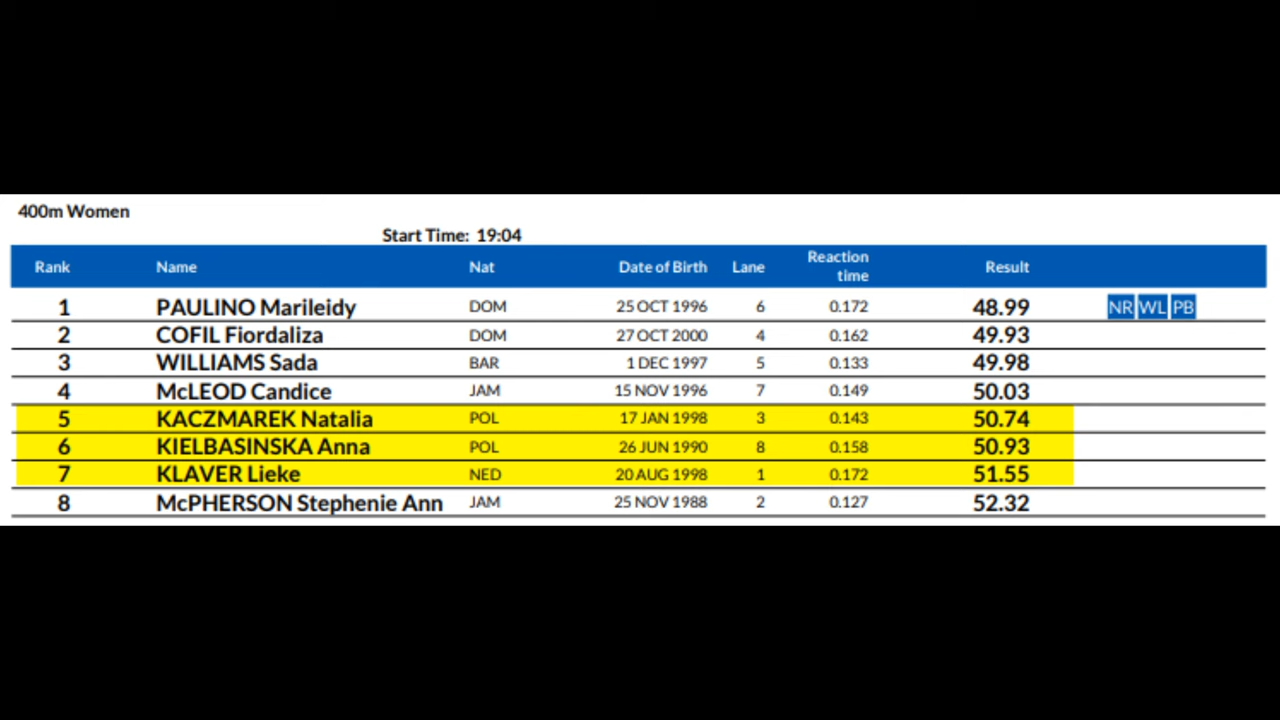 400m Women
Start Time: 19:04
Rank Name Nat Date of Birth Lane Reaction time Result
1 PAULINO Marileidy DOM 25 OCT 1996 6 0.172 48.99 NR WL PB
2 COFIL Fiordaliza DOM 27 OCT 2000 4 0.162 49.93
3 WILLIAMS Sada BAR 1 DEC 1997 5 0.133 49.98
4 McLEOD Candice JAM 15 NOV 1996 7 0.149 50.03
5 KACZMAREK Natalia POL 17 JAN 1998 3 0.143 50.74
6 KIELBASINSKA Anna POL 26 JUN 1990 8 0.158 50.93
7 KLAVER Lieke NED 20 AUG 1998 1 0.172 51.55
8 McPHERSON Stephenie Ann JAM 25 NOV 1988 2 0.127 52.32